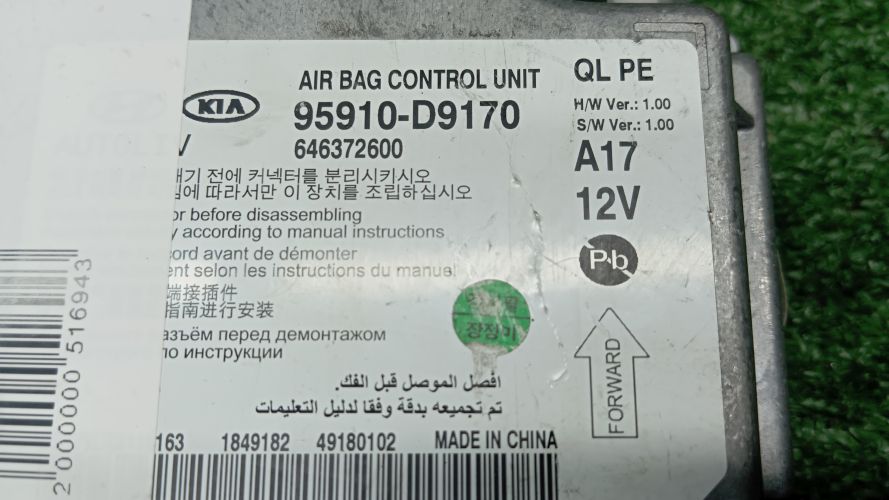 AIR BAG CONTROL UNIT
QL PE
KIA
95910-D9170
H/W Ver.: 1.00
S/W Ver.: 1.00
646372600
A17
전에 커넥터를 분리시키시오
따라서만 이 장치를 조립하십시오
12V
before disassembling
according to manual instructions
Pb
avant de démonter
selon les instructions du manuel
端接插件
指南进行安装
перед демонтажом
по инструкции
FORWARD
افصل الموصل قبل الفك.
تم تجميعه بدقة وفقا لدليل التعليمات
163 1849182 49180102 MADE IN CHINA
2 000000 516943